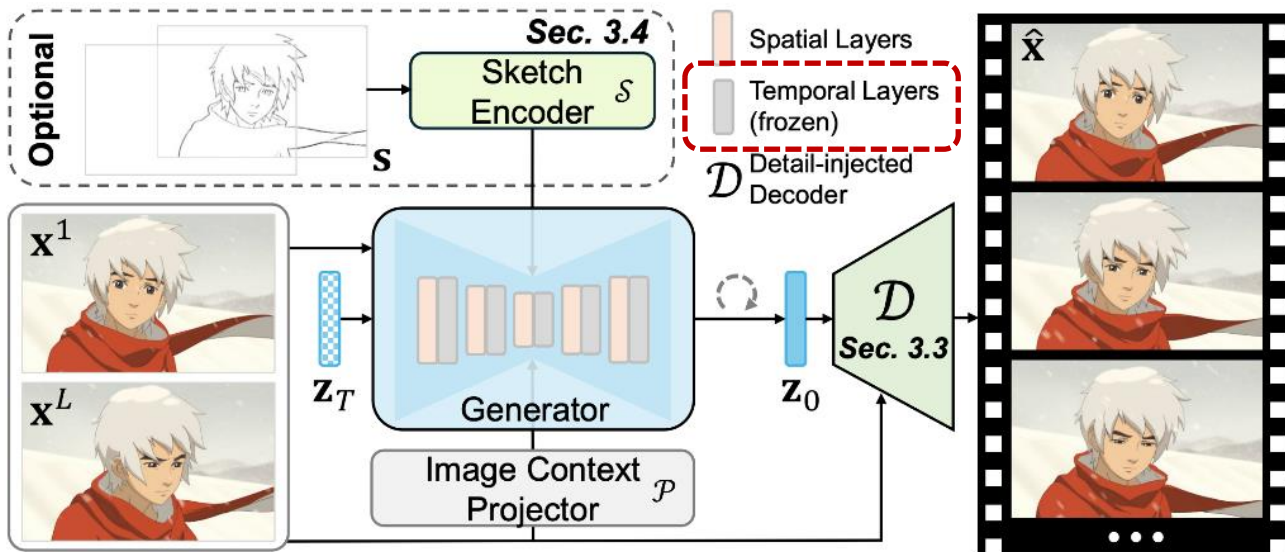 Optional
Sec. 3.4
Sketch
Encoder 𝒮
s
Spatial Layers
Temporal Layers
(frozen)
𝒟 Detail-injected
Decoder
x̂
x¹
xᴸ
z_T
Generator
z₀
𝒟
Sec. 3.3
Image Context
Projector 𝒫